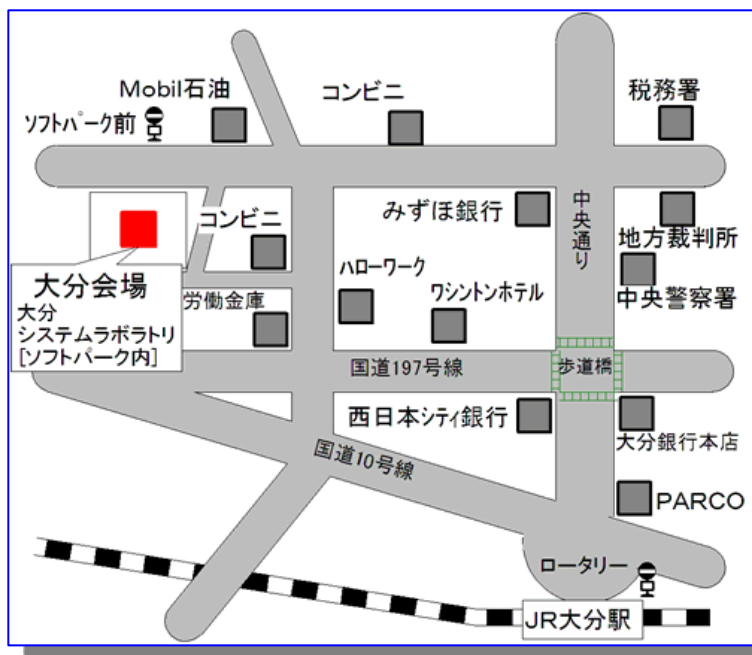 Mobil石油
コンビニ
税務署
ソフトパーク前
みずほ銀行
中央通り
コンビニ
地方裁判所
ハローワーク
大分会場
大分
システムラボラトリ
[ソフトパーク内]
労働金庫
ワシントンホテル
中央警察署
国道197号線
歩道橋
西日本シティ銀行
大分銀行本店
国道10号線
PARCO
ロータリー
JR大分駅